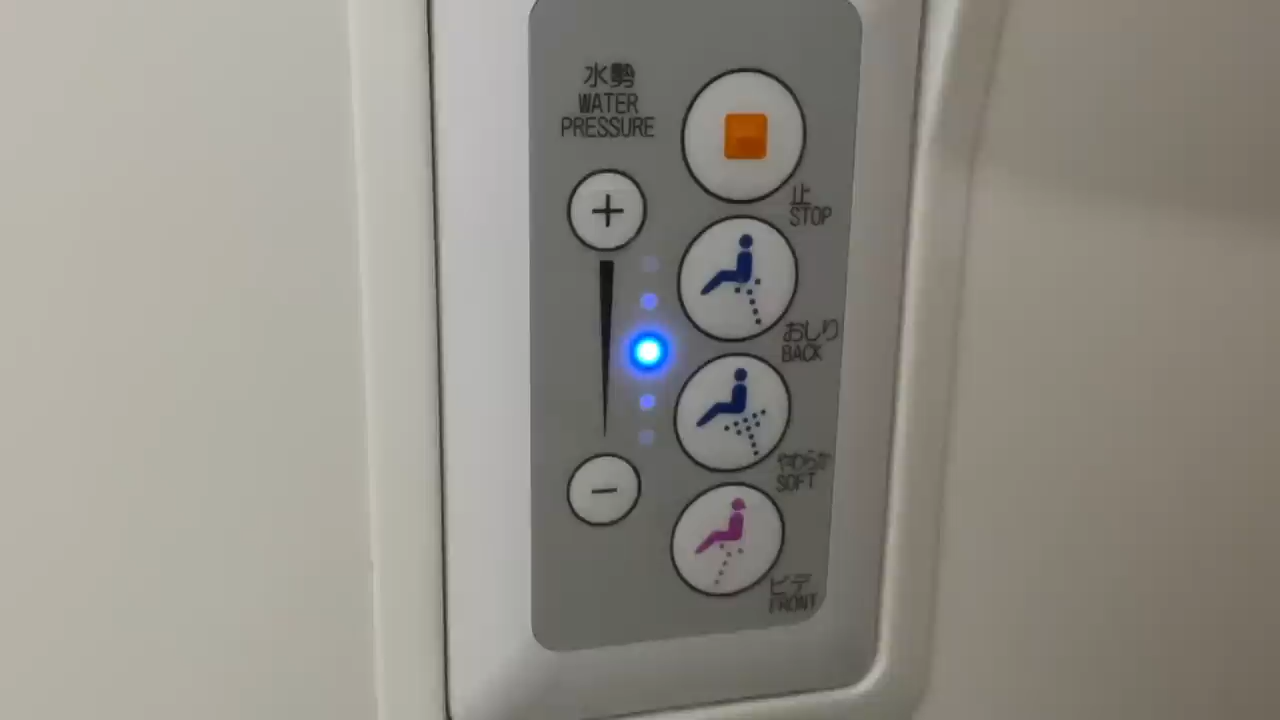 水勢
WATER
PRESSURE
+
−
止
STOP
おしり
BACK
やわらか
SOFT
ビデ
FRONT